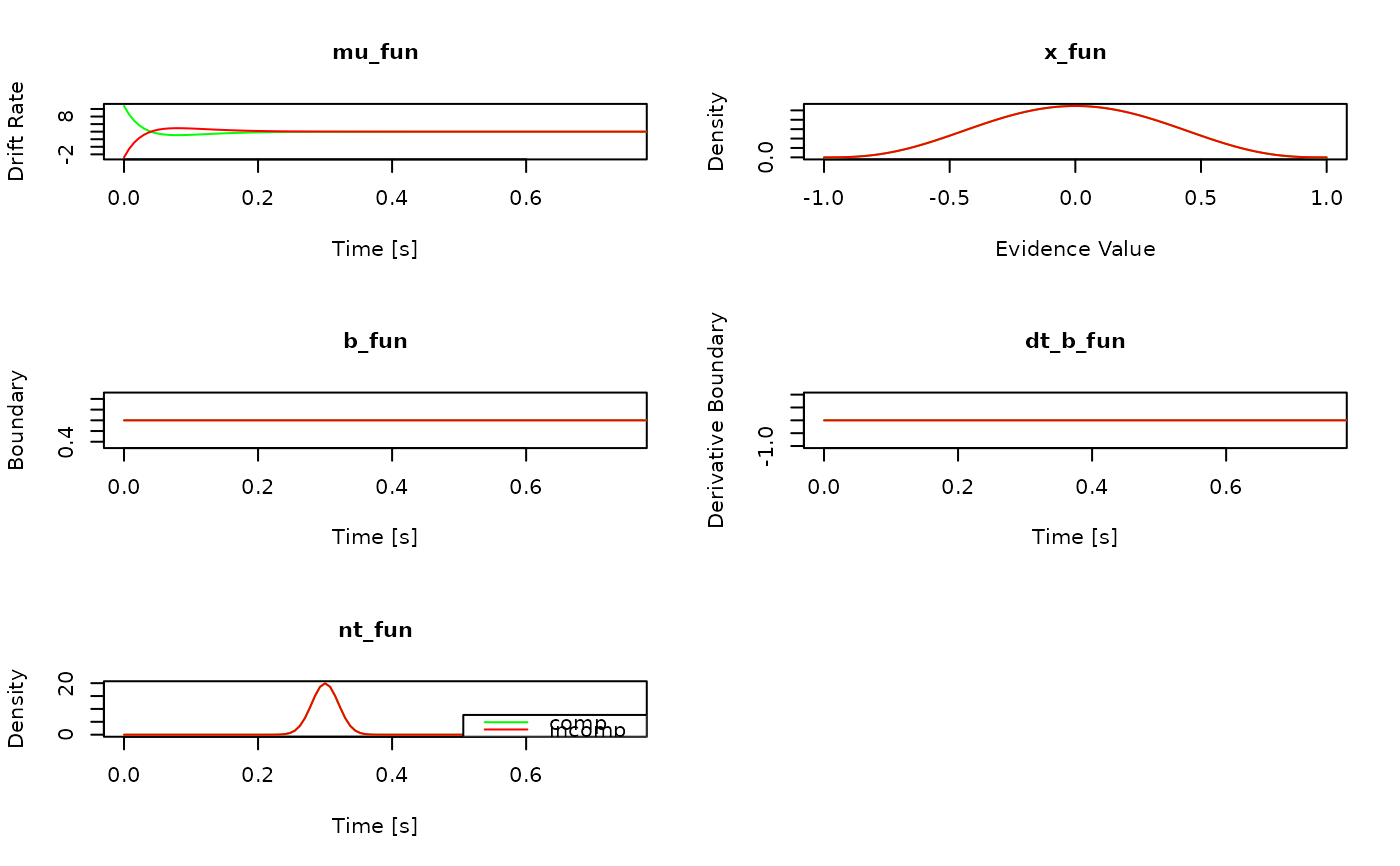 mu_fun
Drift Rate
8
-2
0.0 0.2 0.4 0.6
Time [s]
x_fun
Density
0.0
-1.0 -0.5 0.0 0.5 1.0
Evidence Value
b_fun
Boundary
0.4
0.0 0.2 0.4 0.6
Time [s]
dt_b_fun
Derivative Boundary
-1.0
0.0 0.2 0.4 0.6
Time [s]
nt_fun
Density
20
0
comp
incomp
0.0 0.2 0.4 0.6
Time [s]